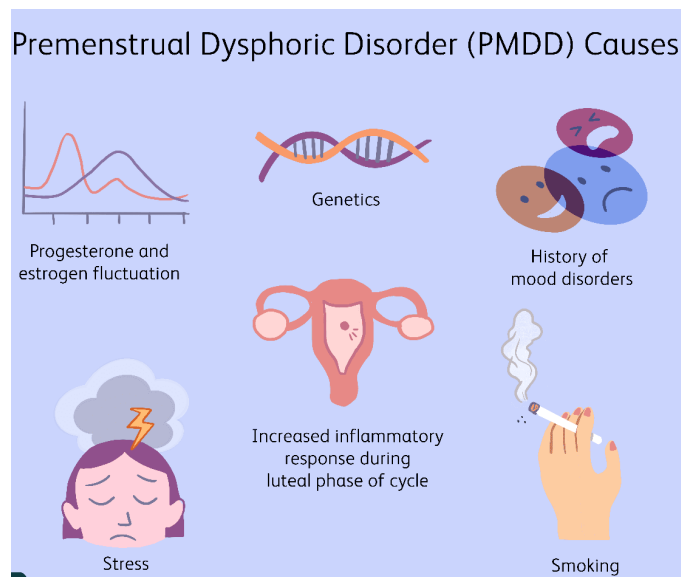 Premenstrual Dysphoric Disorder (PMDD) Causes
Progesterone and
estrogen fluctuation
Genetics
History of
mood disorders
Stress
Increased inflammatory
response during
luteal phase of cycle
Smoking